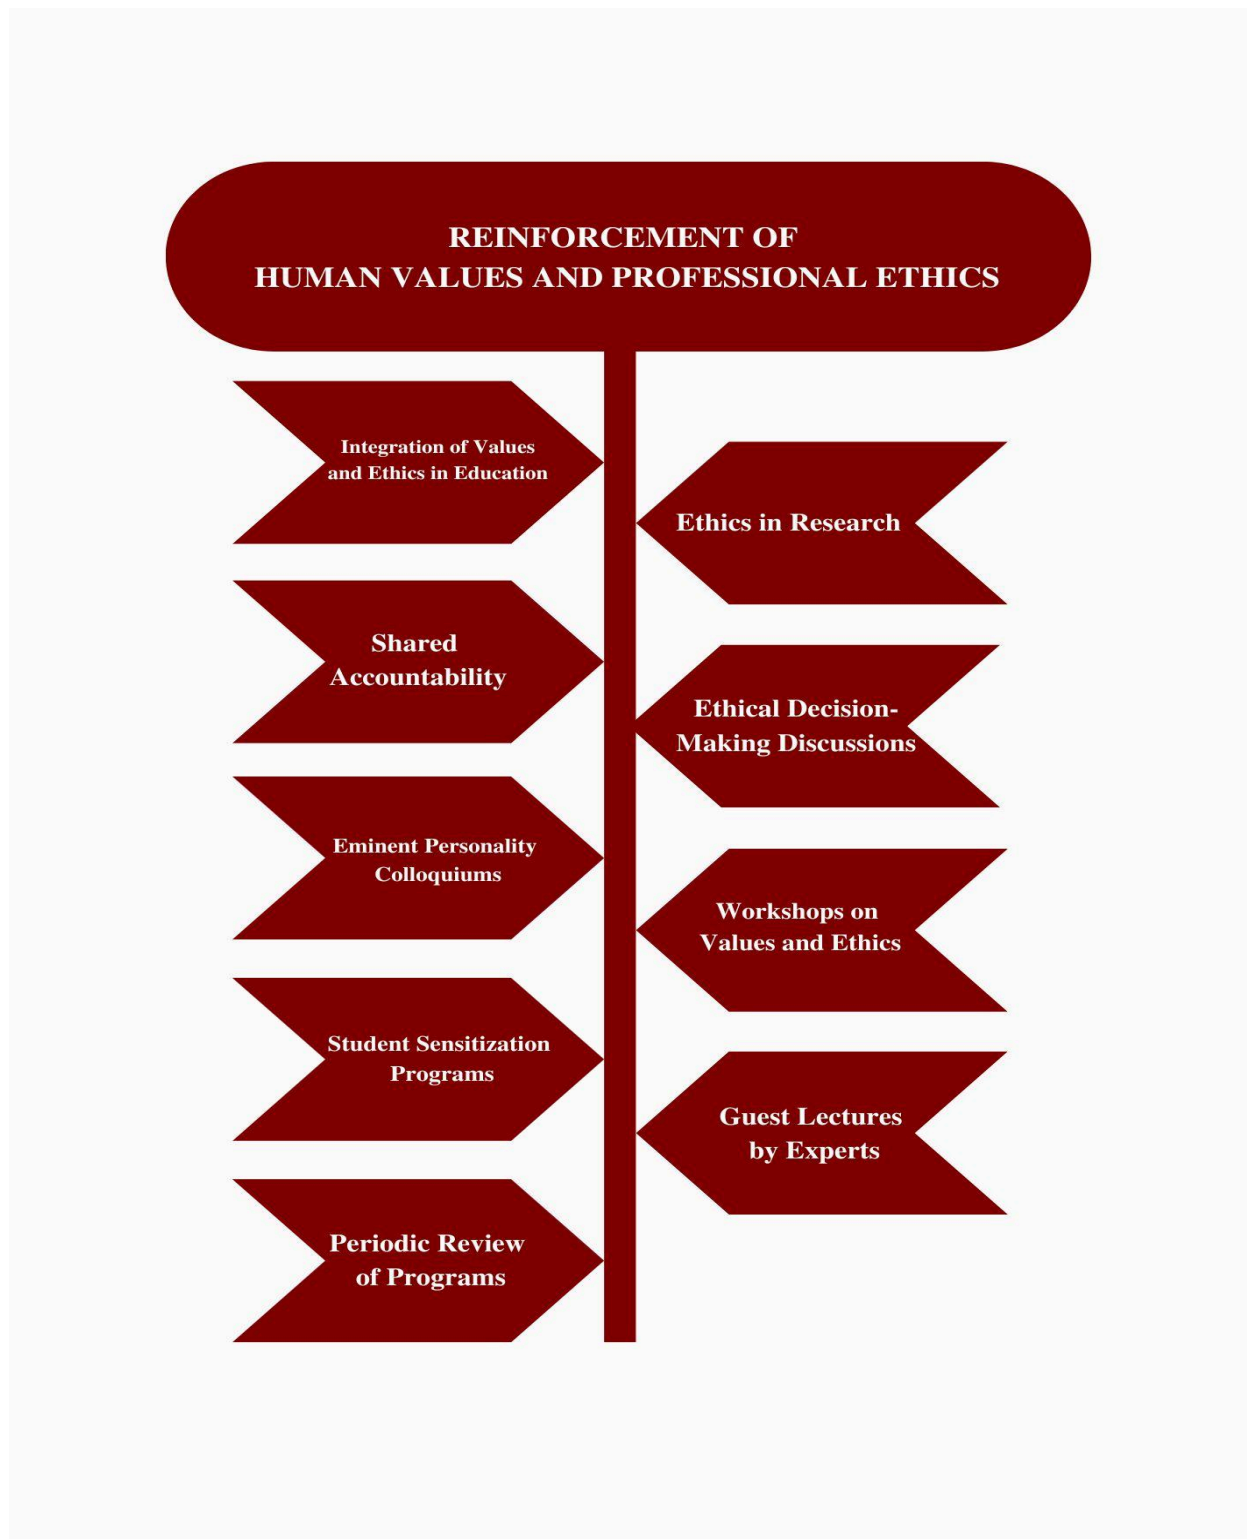 REINFORCEMENT OF
HUMAN VALUES AND PROFESSIONAL ETHICS
Integration of Values
and Ethics in Education
Ethics in Research
Shared
Accountability
Ethical Decision-
Making Discussions
Eminent Personality
Colloquiums
Workshops on
Values and Ethics
Student Sensitization
Programs
Guest Lectures
by Experts
Periodic Review
of Programs